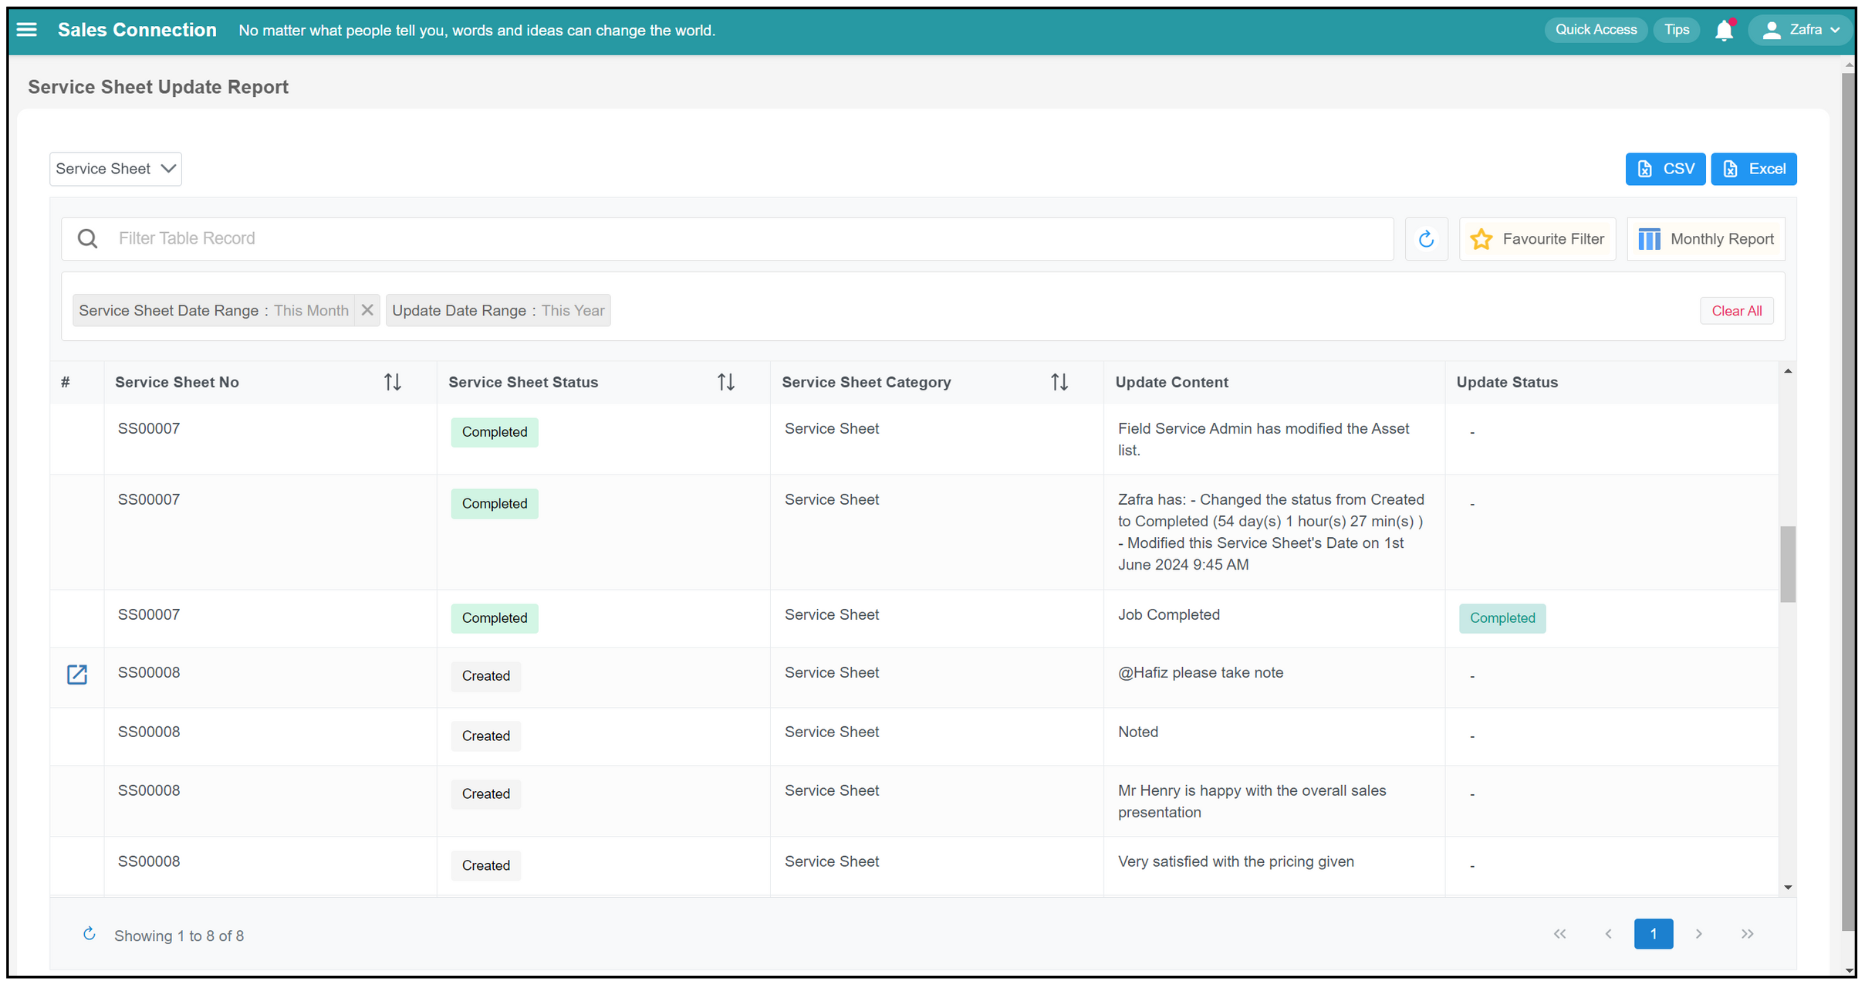 Sales Connection No matter what people tell you, words and ideas can change the world. Quick Access Tips Zafra
Service Sheet Update Report
Service Sheet CSV Excel
Filter Table Record Favourite Filter Monthly Report
Service Sheet Date Range : This Month Update Date Range : This Year Clear All
# Service Sheet No Service Sheet Status Service Sheet Category Update Content Update Status
SS00007 Completed Service Sheet Field Service Admin has modified the Asset -
list.
SS00007 Completed Service Sheet Zafra has: - Changed the status from Created -
to Completed (54 day(s) 1 hour(s) 27 min(s) )
- Modified this Service Sheet's Date on 1st
June 2024 9:45 AM
SS00007 Completed Service Sheet Job Completed Completed
SS00008 Created Service Sheet @Hafiz please take note -
SS00008 Created Service Sheet Noted -
SS00008 Created Service Sheet Mr Henry is happy with the overall sales -
presentation
SS00008 Created Service Sheet Very satisfied with the pricing given -
Showing 1 to 8 of 8 « ‹ 1 › »